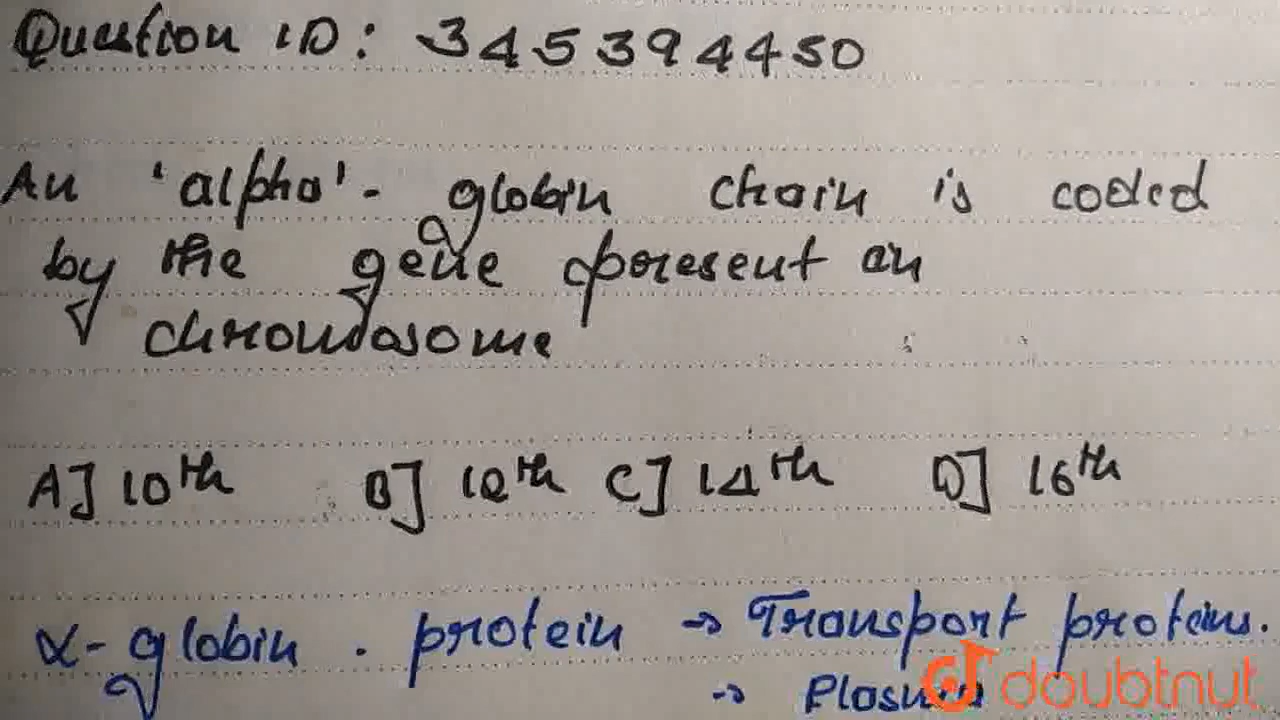 Question ID: 345394450
An 'alpha'- globin chain is coded
by the gene present on
chromosome
A] 10th B] 12th C] 14th D] 16th
α-globin . protein → Transport proteins.
→ Plasma
doubtnut